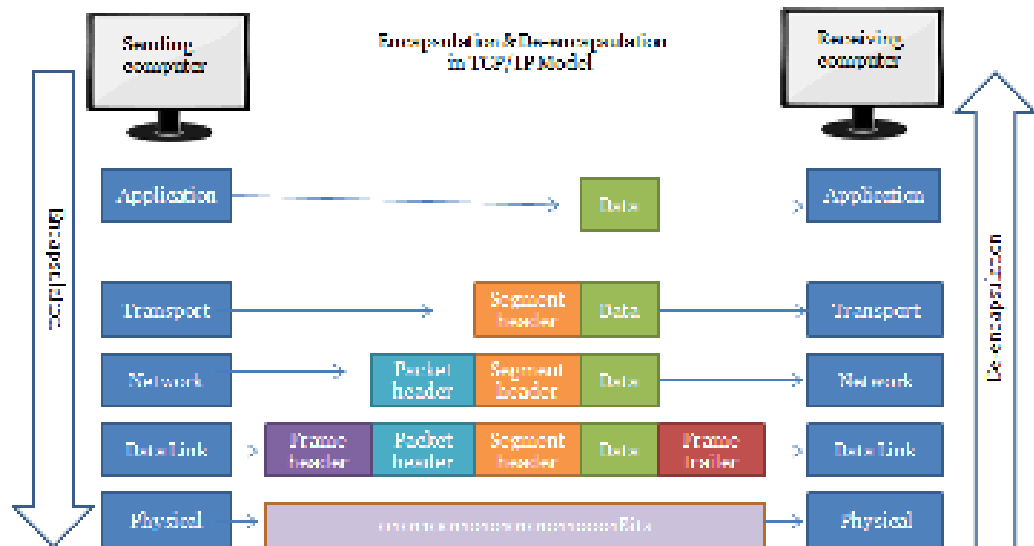 Sending
computer
Encapsulation & De-encapsulation
in TCP/IP Model
Receiving
computer
Application
Data
Application
Encapsulation
De-encapsulation
Transport
Segment
header
Data
Transport
Network
Packet
header
Segment
header
Data
Network
Data Link
Frame
header
Packet
header
Segment
header
Data
Frame
trailer
Data Link
Physical
Bits
Physical